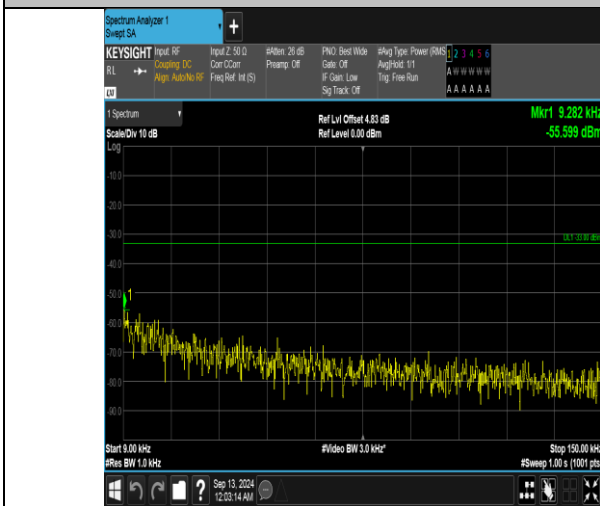 Spectrum Analyzer 1
Swept SA
+
KEYSIGHT
RL
LXI
Input: RF
Coupling: DC
Align: Auto/No RF
Input Z: 50 Ω
Corr CCorr
Freq Ref: Int (S)
#Atten: 26 dB
Preamp: Off
PNO: Best Wide
Gate: Off
IF Gain: Low
Sig Track: Off
#Avg Type: Power (RMS
Avg|Hold: 1/1
Trig: Free Run
1 2 3 4 5 6
A W W W W W
A A A A A A
1 Spectrum
Scale/Div 10 dB
Ref Lvl Offset 4.83 dB
Ref Level 0.00 dBm
Mkr1 9.282 kHz
-55.599 dBm
Log
-10.0
-20.0
-30.0
DL1 -33.00 dBm
-40.0
-50.0
1
-60.0
-70.0
-80.0
-90.0
Start 9.00 kHz
#Res BW 1.0 kHz
#Video BW 3.0 kHz*
Stop 150.00 kHz
#Sweep 1.00 s (1001 pts
?
Sep 13, 2024
12:03:14 AM